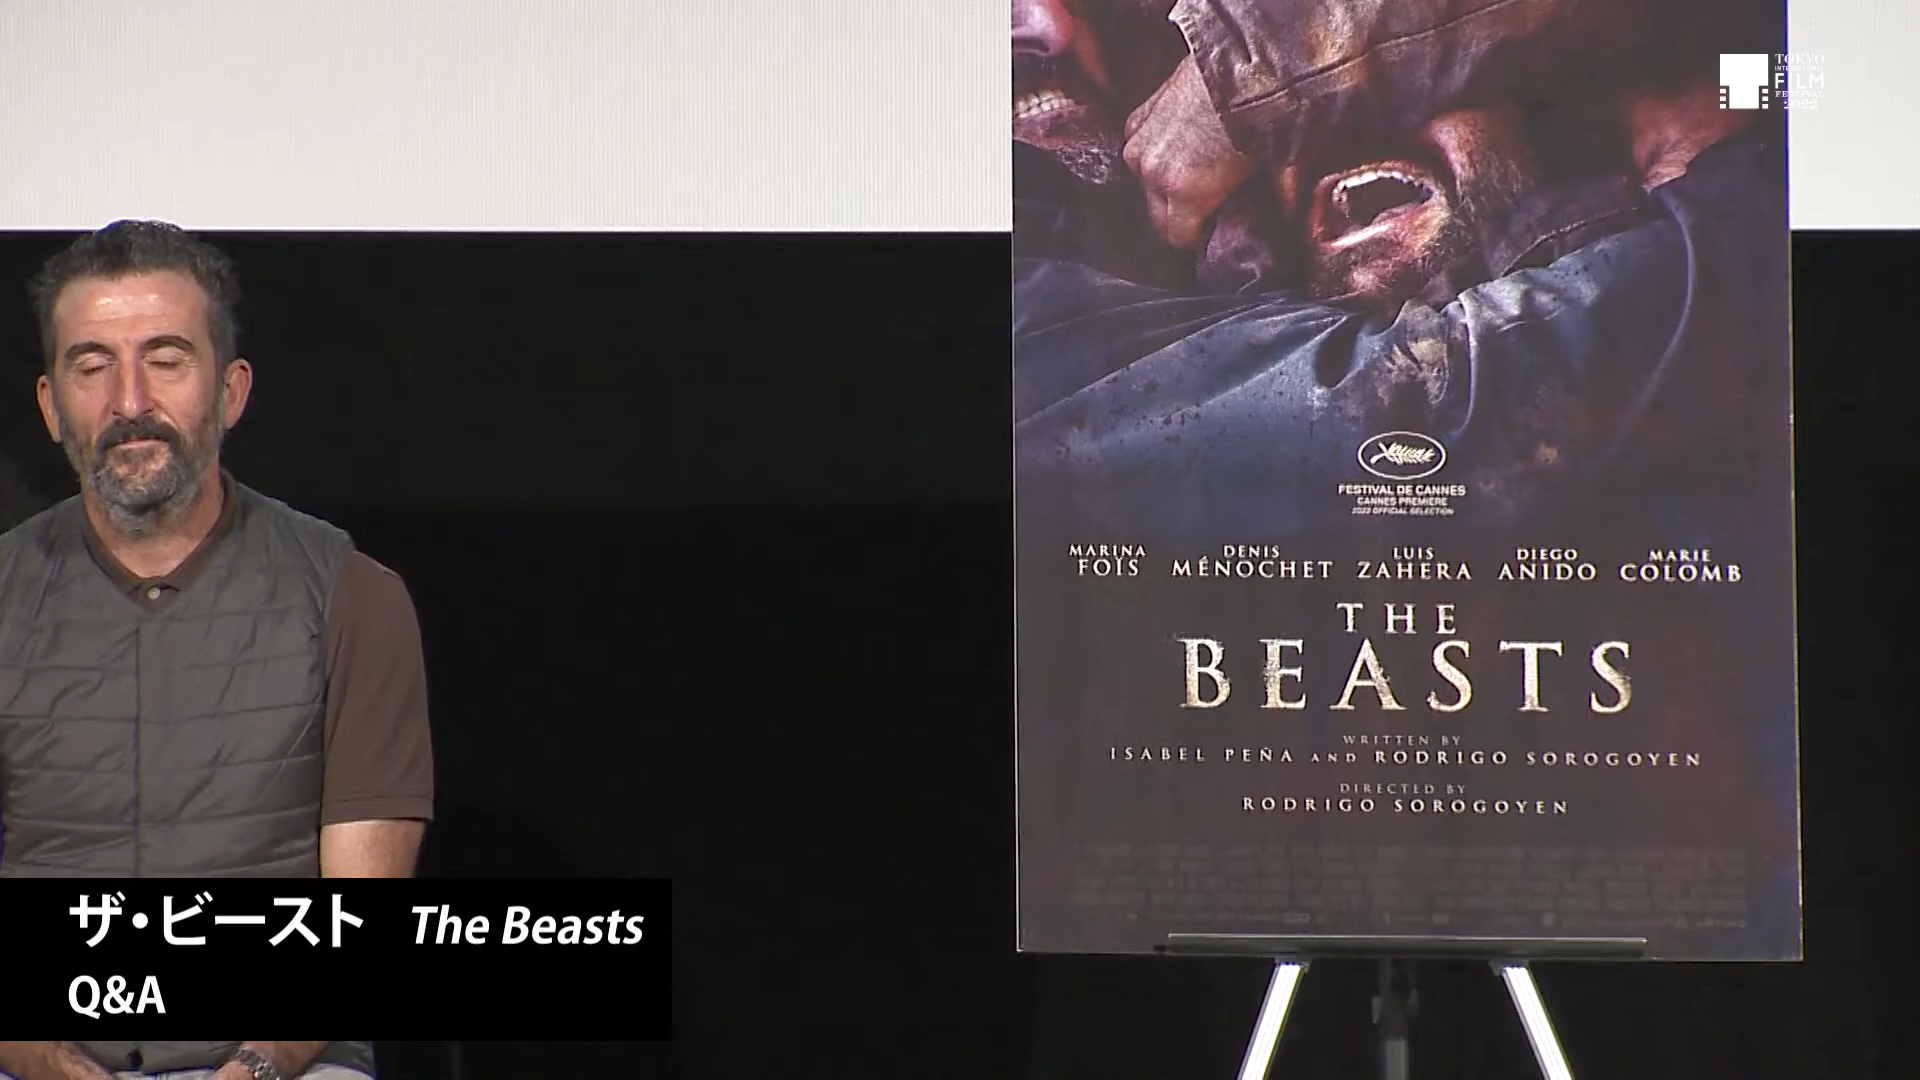 TOKYO
INTERNATIONAL
FILM
FESTIVAL
2022
FESTIVAL DE CANNES
CANNES PREMIERE
2022 OFFICIAL SELECTION
MARINA FOÏS DENIS MÉNOCHET LUIS ZAHERA DIEGO ANIDO MARIE COLOMB
THE
BEASTS
WRITTEN BY
ISABEL PEÑA AND RODRIGO SOROGOYEN
DIRECTED BY
RODRIGO SOROGOYEN
ザ・ビースト The Beasts
Q&A